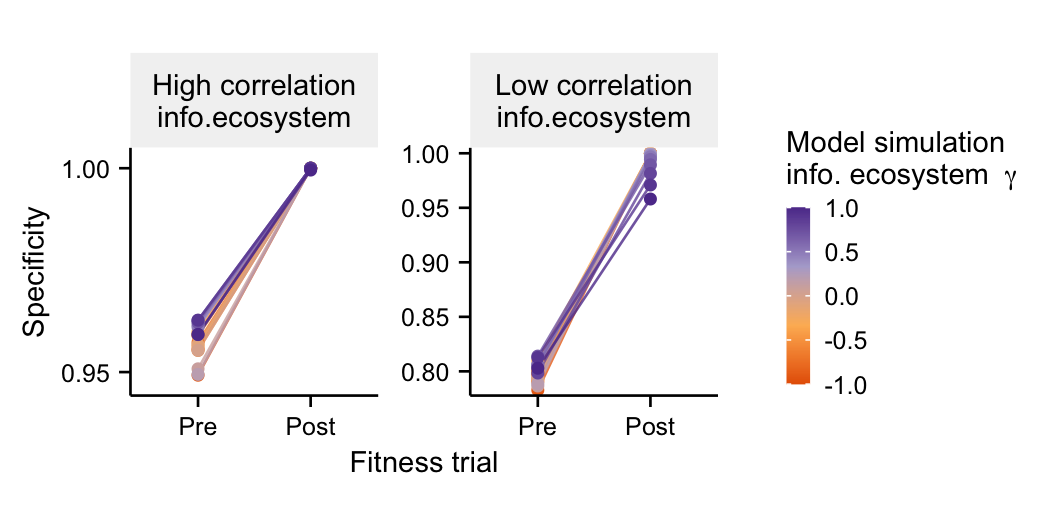 High correlation
info.ecosystem
Low correlation
info.ecosystem
Specificity
1.00
0.95
1.00
0.95
0.90
0.85
0.80
Pre
Post
Pre
Post
Fitness trial
Model simulation
info. ecosystem γ
1.0
0.5
0.0
-0.5
-1.0